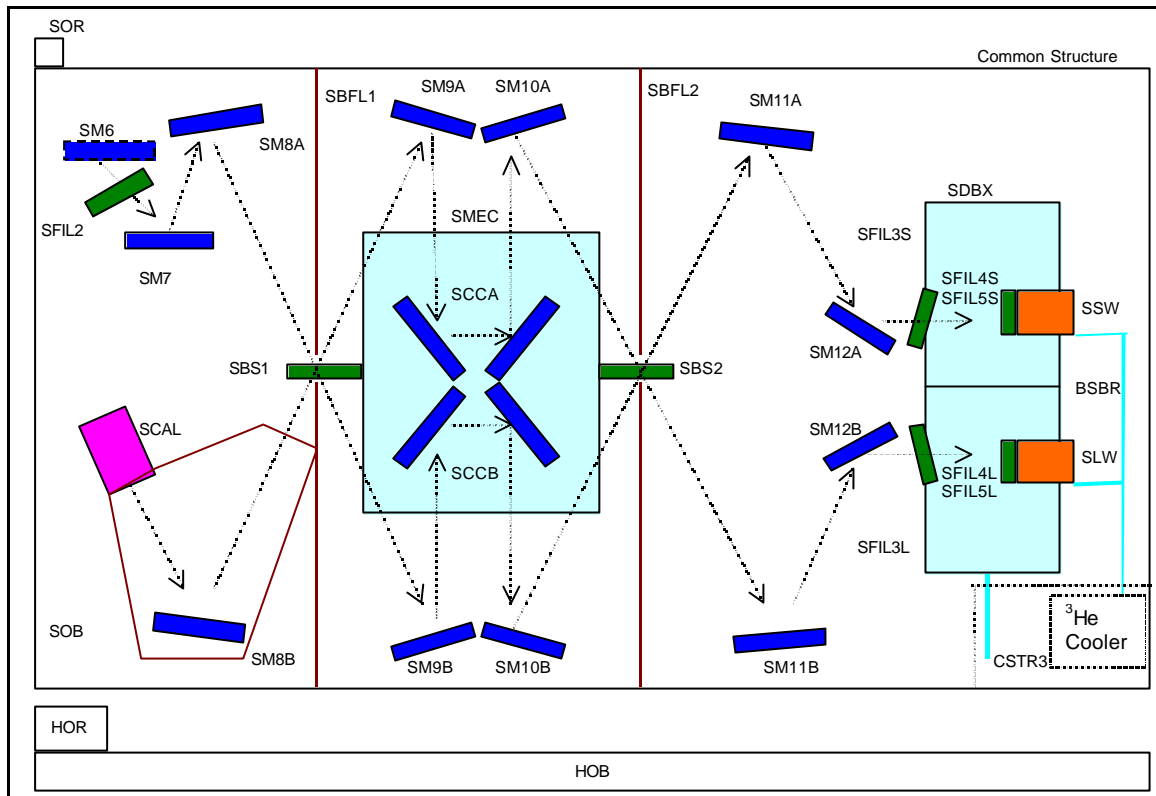 SOR
Common Structure
SM6
SM8A
SFIL2
SM7
SBFL1
SM9A
SM10A
SBFL2
SM11A
SMEC
SCCA
SDBX
SFIL3S
SFIL4S
SFIL5S
SSW
SM12A
SBS1
SBS2
BSBR
SCAL
SCCB
SM12B
SLW
SFIL4L
SFIL5L
SFIL3L
SOB
SM8B
SM9B
SM10B
SM11B
CSTR3
3He
Cooler
HOR
HOB